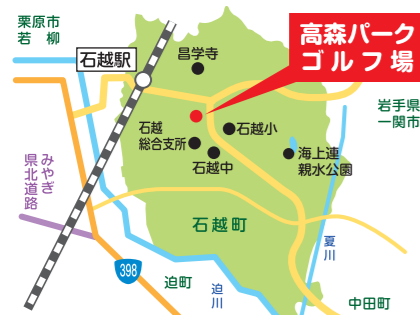 栗原市
若 柳
石越駅
昌学寺
高森パーク
ゴルフ場
岩手県
一関市
石越
総合支所
石越小
石越中
海上連
親水公園
みやぎ
県北道路
石越町
夏川
398
迫町
迫川
中田町